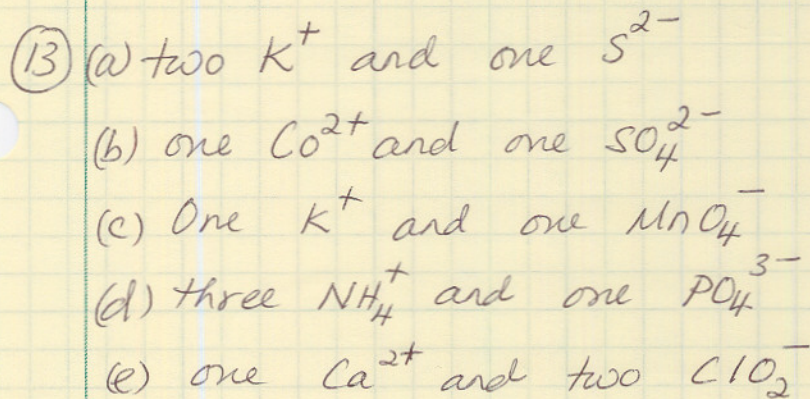 13 (a) two K⁺ and one S²⁻
(b) one Co²⁺ and one SO₄²⁻
(c) One K⁺ and one MnO₄⁻
(d) three NH₄⁺ and one PO₄³⁻
(e) one Ca²⁺ and two ClO₂⁻